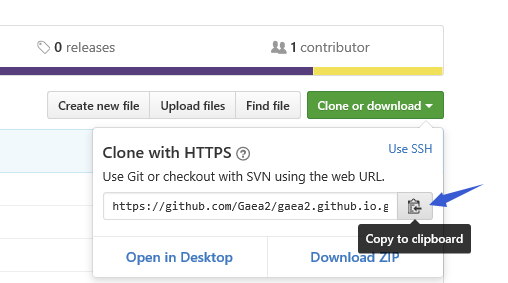 0 releases
1 contributor
Create new file
Upload files
Find file
Clone or download
Clone with HTTPS
Use SSH
Use Git or checkout with SVN using the web URL.
https://github.com/Gaea2/gaea2.github.io.g
Copy to clipboard
Open in Desktop
Download ZIP